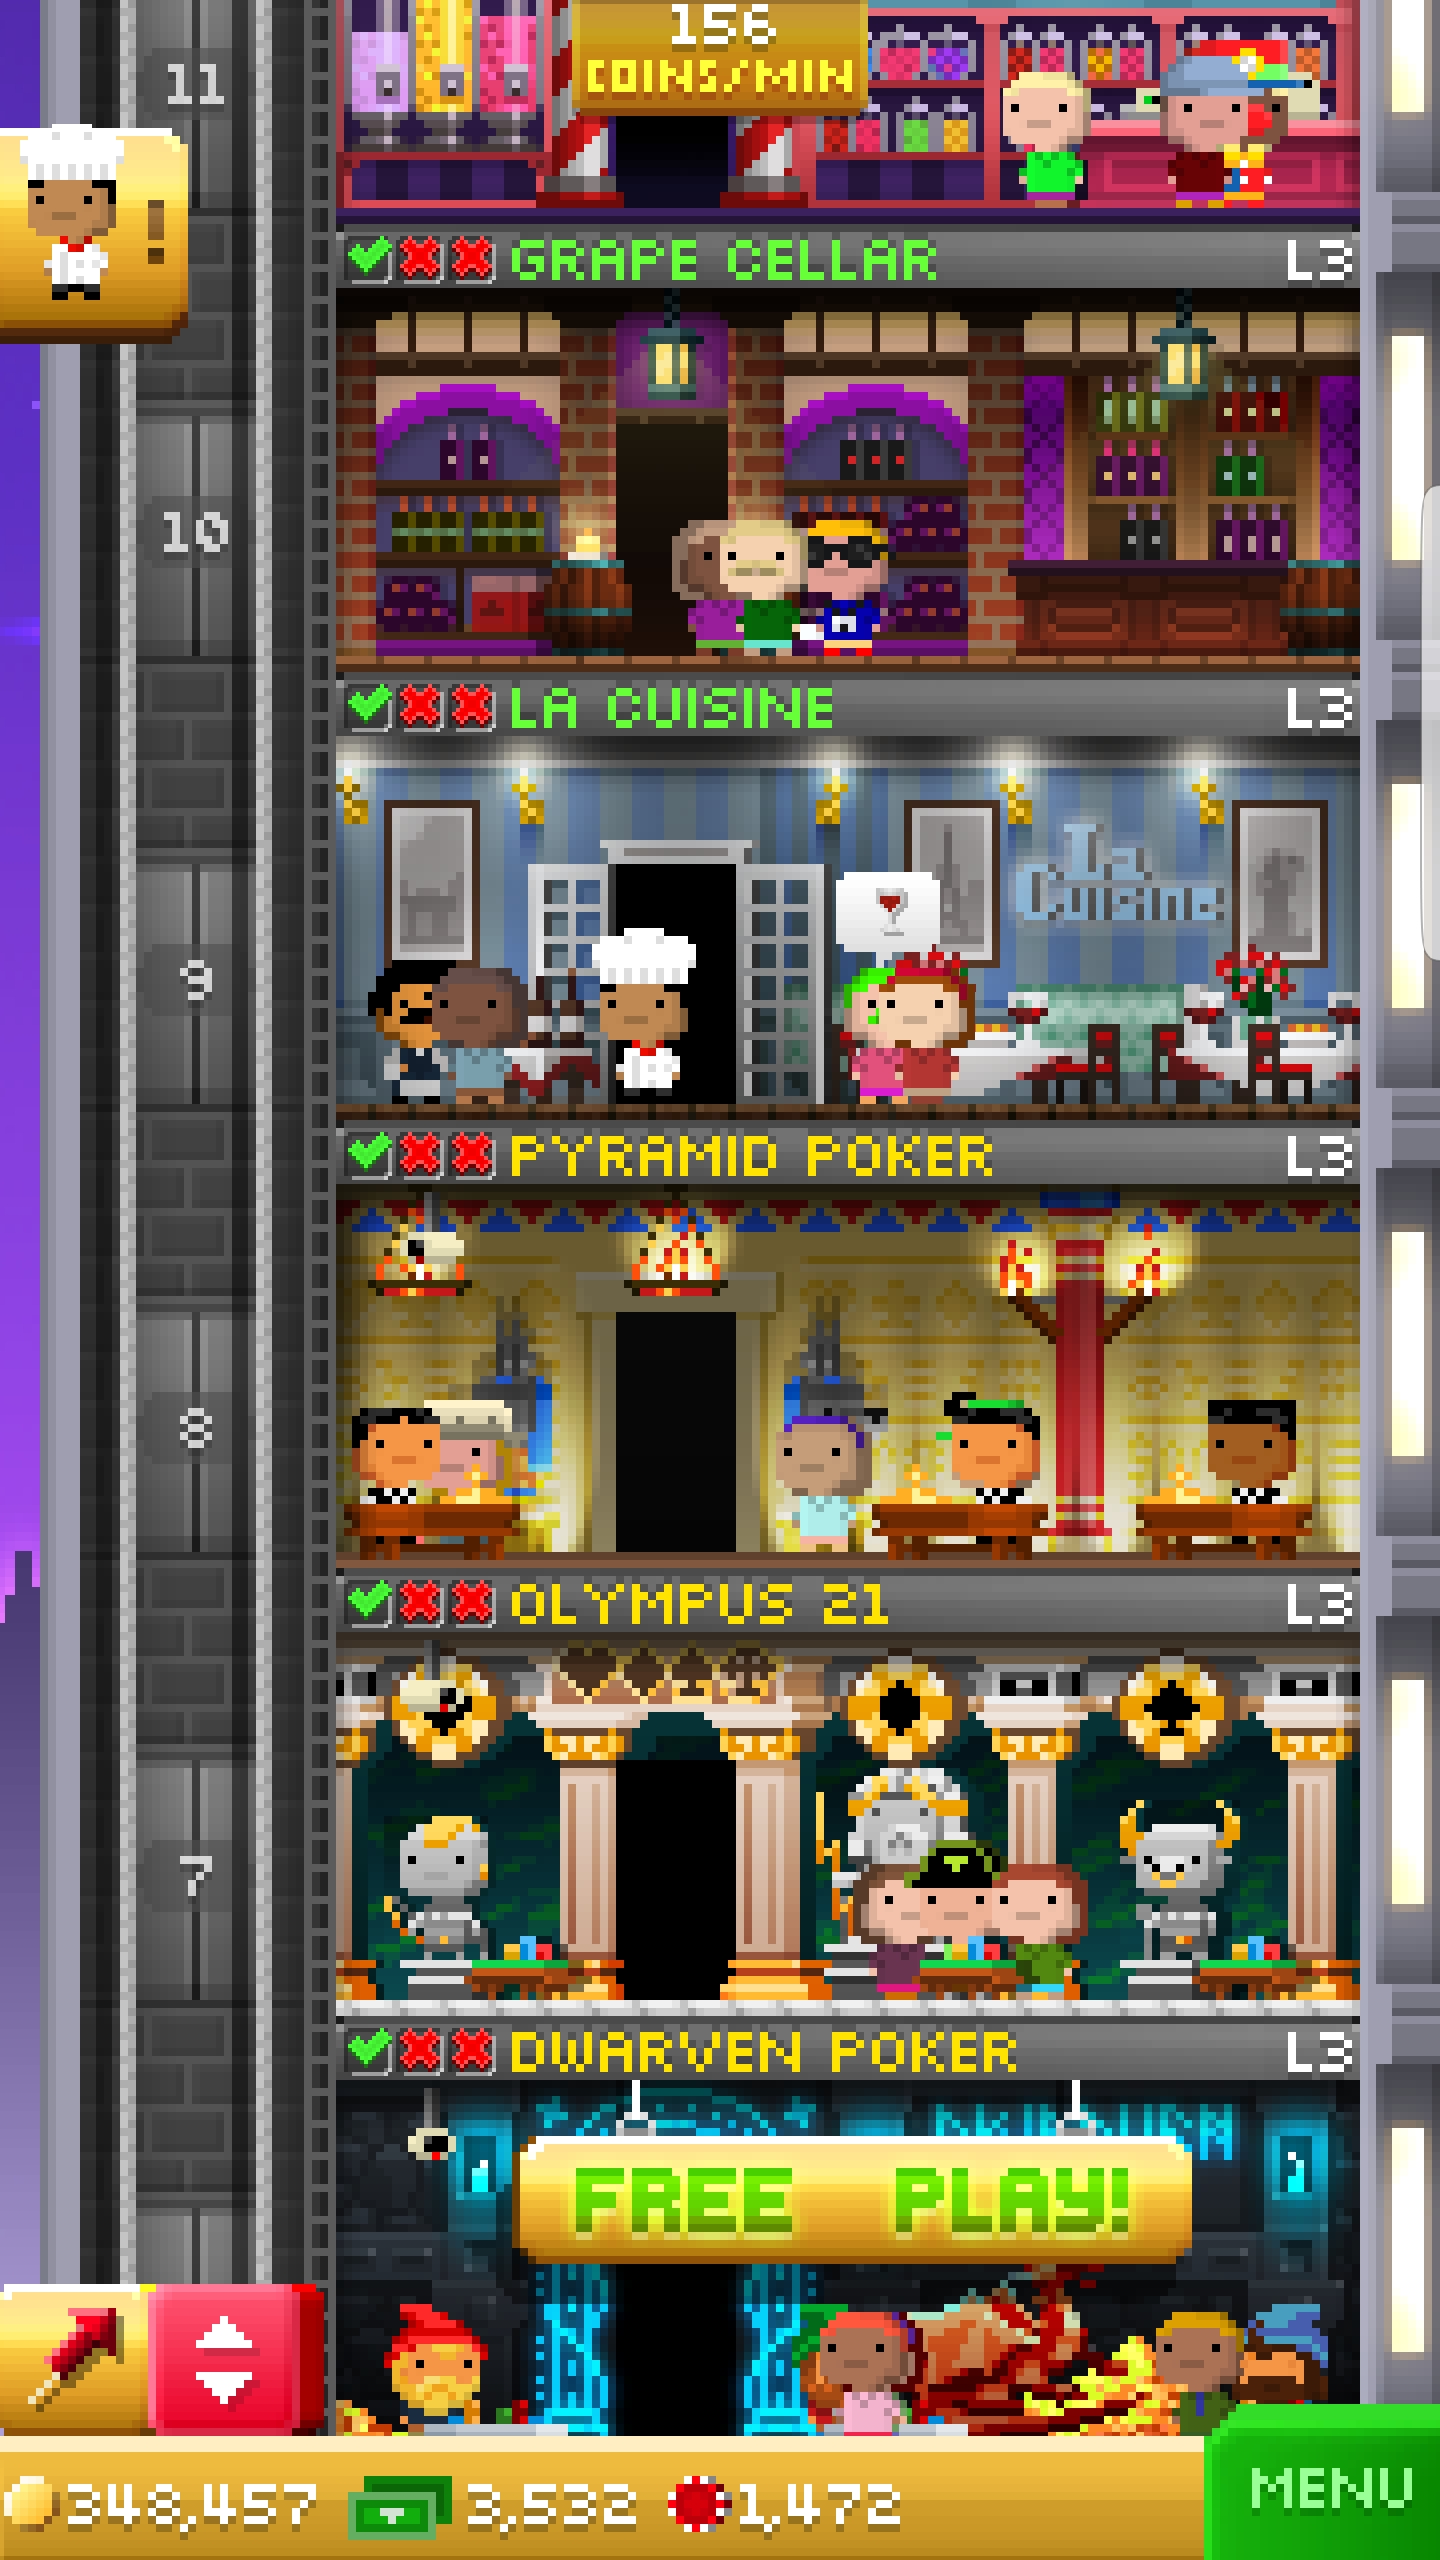 156
COINS/MIN
11
!
GRAPE CELLAR L3
10
LA CUISINE L3
La
Cuisine
9
PYRAMID POKER L3
8
OLYMPUS 21 L3
7
DWARVEN POKER L3
FREE PLAY!
348,457 3,532 1,472
MENU